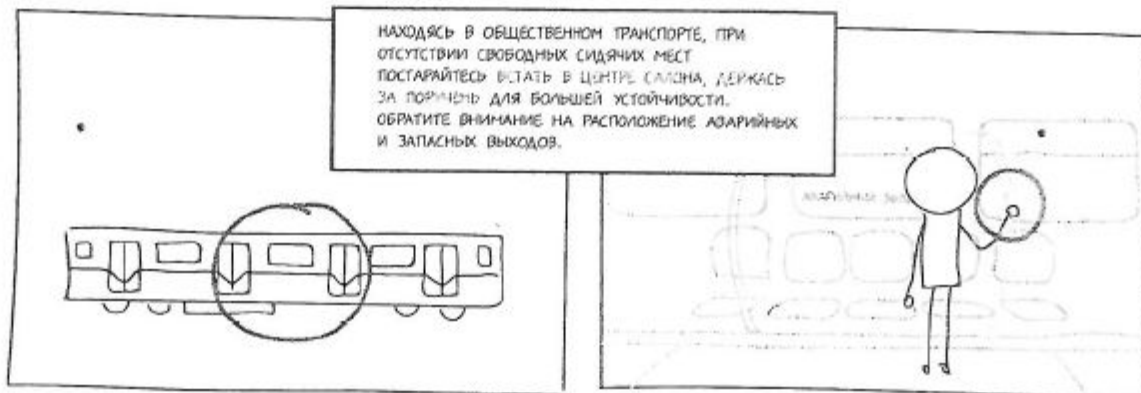 НАХОДЯСЬ В ОБЩЕСТВЕННОМ ТРАНСПОРТЕ, ПРИ
ОТСУТСТВИИ СВОБОДНЫХ СИДЯЧИХ МЕСТ
ПОСТАРАЙТЕСЬ ВСТАТЬ В ЦЕНТРЕ САЛОНА, ДЕРЖАСЬ
ЗА ПОРУЧЕНЬ ДЛЯ БОЛЬШЕЙ УСТОЙЧИВОСТИ.
ОБРАТИТЕ ВНИМАНИЕ НА РАСПОЛОЖЕНИЕ АВАРИЙНЫХ
И ЗАПАСНЫХ ВЫХОДОВ.